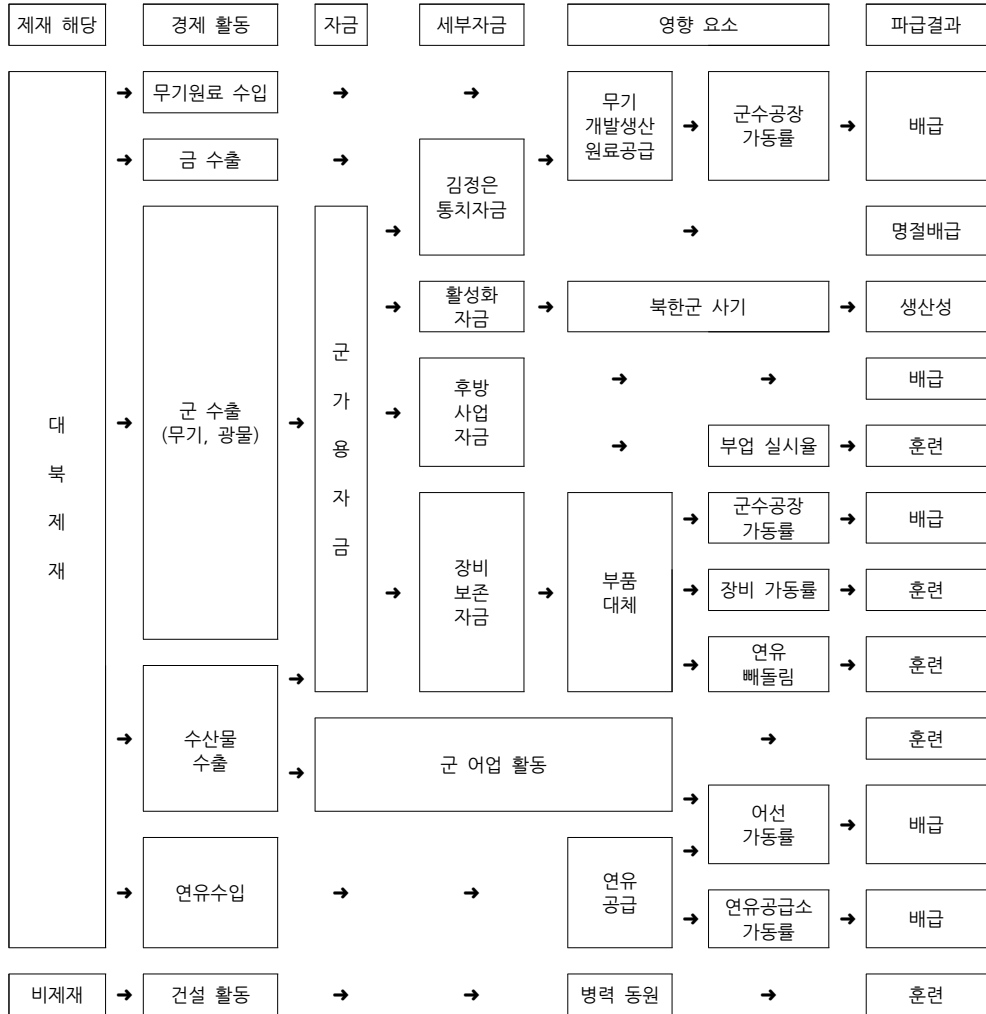 제재 해당 경제 활동 자금 세부자금 영향 요소 파급결과
➜ 무기원료 수입 ➜ ➜
무기
개발생산
원료공급
➜
군수공장
가동률
➜ 배급
➜ 금 수출 ➜
김정은
통치자금
➜
➜ ➜ 명절배급
대
북
제
재
➜
군 수출
(무기, 광물)
➜
군
가
용
자
금
➜
활성화
자금
➜ 북한군 사기 ➜ 생산성
➜
후방
사업
자금
➜ ➜ 배급
➜ 부업 실시율 ➜ 훈련
➜
장비
보존
자금
➜
부품
대체
➜
군수공장
가동률
➜ 배급
➜ 장비 가동률 ➜ 훈련
➜
연유
빼돌림
➜ 훈련
➜
수산물
수출
➜
➜ 군 어업 활동 ➜ 훈련
➜
어선
가동률
➜ 배급
➜ 연유수입 ➜ ➜
연유
공급
➜
➜
연유공급소
가동률
➜ 배급
비제재 ➜ 건설 활동 ➜ ➜ 병력 동원 ➜ 훈련